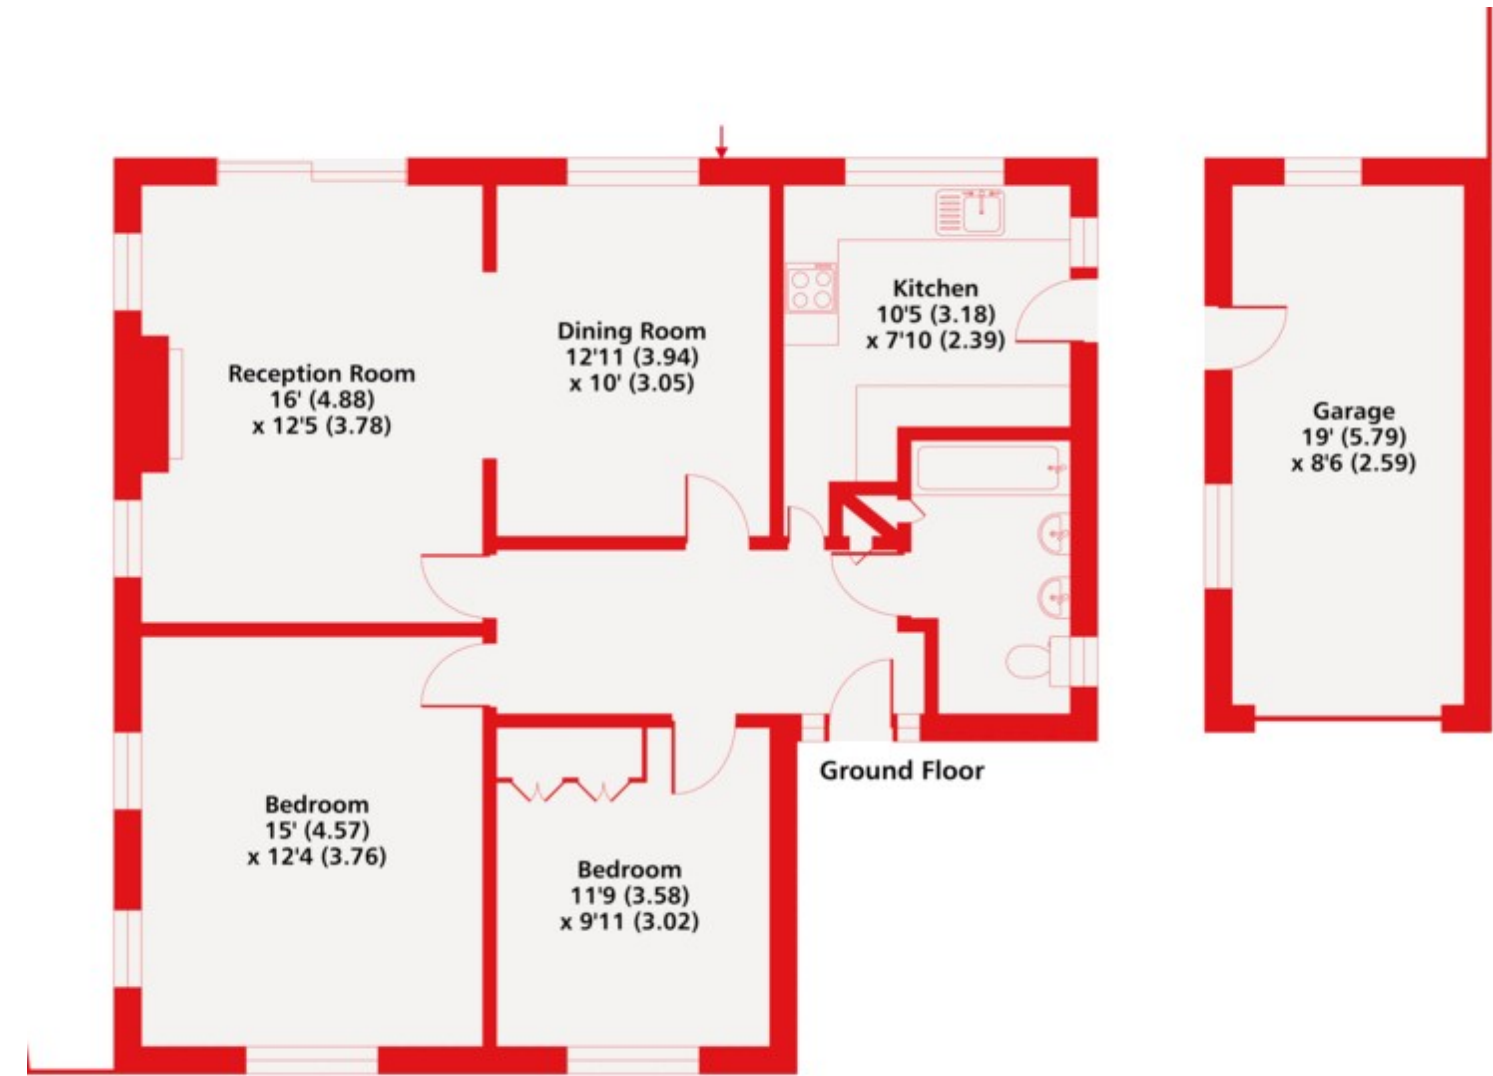 Reception Room
16' (4.88)
x 12'5 (3.78)
Dining Room
12'11 (3.94)
x 10' (3.05)
Kitchen
10'5 (3.18)
x 7'10 (2.39)
Garage
19' (5.79)
x 8'6 (2.59)
Ground Floor
Bedroom
15' (4.57)
x 12'4 (3.76)
Bedroom
11'9 (3.58)
x 9'11 (3.02)